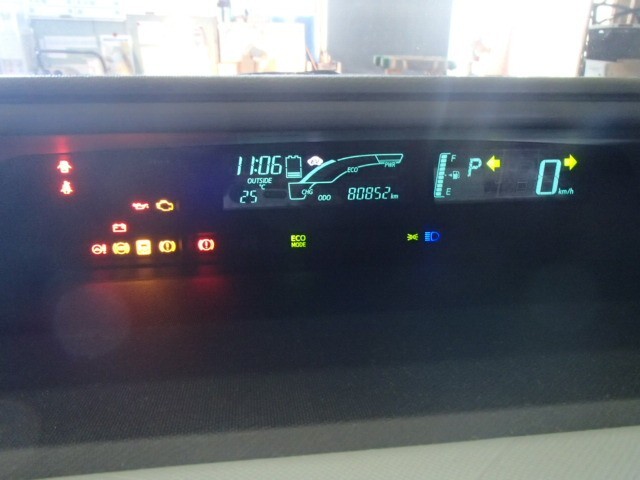 11:06
OUTSIDE
25 °C
CHG
ECO
PWR
ODO 80852 km
F
E
P
0
km/h
ECO
MODE